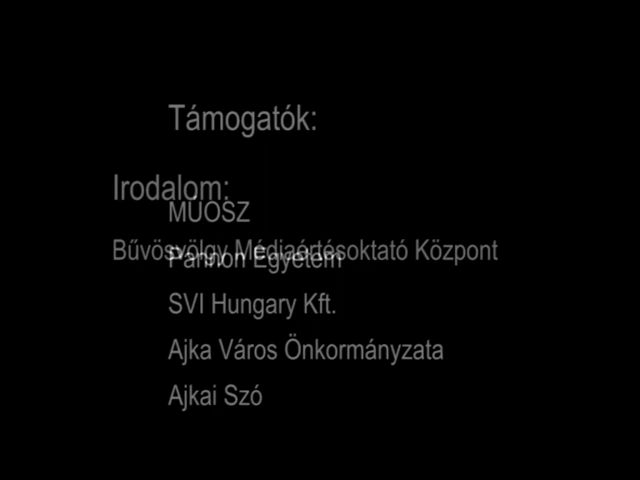 Támogatók:
Irodalom:
MÚOSZ
Bűvösvölgy Médiaértésoktató Központ
Pannon Egyetem
SVI Hungary Kft.
Ajka Város Önkormányzata
Ajkai Szó